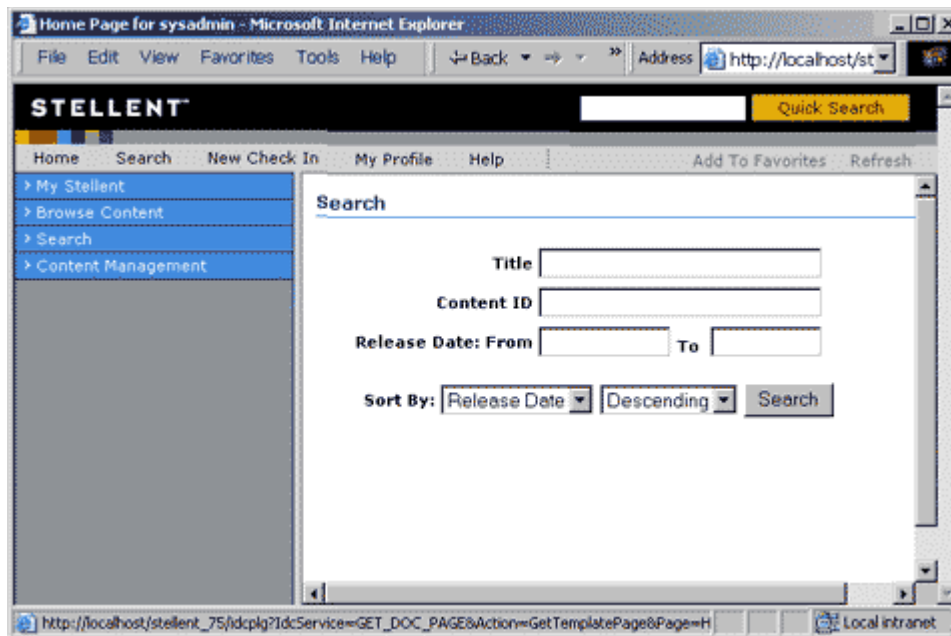 Home Page for sysadmin - Microsoft Internet Explorer
File Edit View Favorites Tools Help Back » Address http://localhost/st
STELLENT™ Quick Search
Home Search New Check In My Profile Help Add To Favorites Refresh
> My Stellent
> Browse Content
> Search
> Content Management
Search
Title
Content ID
Release Date: From To
Sort By: Release Date Descending Search
http://localhost/stellent_75/idcplg?IdcService=GET_DOC_PAGE&Action=GetTemplatePage&Page=H Local intranet